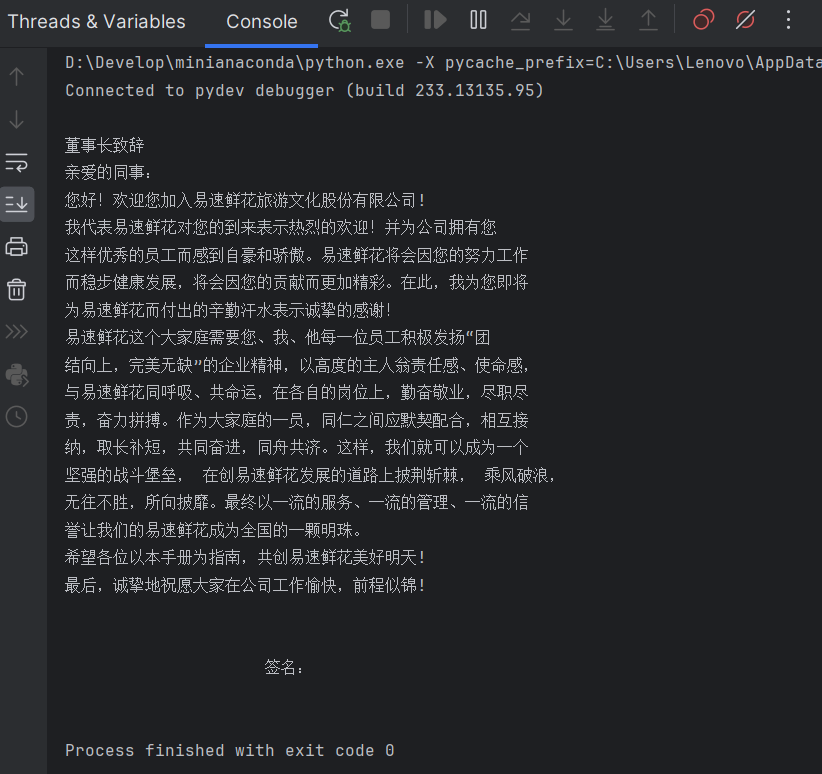 Threads & Variables Console
D:\Develop\minianaconda\python.exe -X pycache_prefix=C:\Users\Lenovo\AppData
Connected to pydev debugger (build 233.13135.95)
董事长致辞
亲爱的同事：
您好！欢迎您加入易速鲜花旅游文化股份有限公司！
我代表易速鲜花对您的到来表示热烈的欢迎！并为公司拥有您
这样优秀的员工而感到自豪和骄傲。易速鲜花将会因您的努力工作
而稳步健康发展，将会因您的贡献而更加精彩。在此，我为您即将
为易速鲜花而付出的辛勤汗水表示诚挚的感谢！
易速鲜花这个大家庭需要您、我、他每一位员工积极发扬“团
结向上，完美无缺”的企业精神，以高度的主人翁责任感、使命感，
与易速鲜花同呼吸、共命运，在各自的岗位上，勤奋敬业，尽职尽
责，奋力拼搏。作为大家庭的一员，同仁之间应默契配合，相互接
纳，取长补短，共同奋进，同舟共济。这样，我们就可以成为一个
坚强的战斗堡垒， 在创易速鲜花发展的道路上披荆斩棘， 乘风破浪，
无往不胜，所向披靡。最终以一流的服务、一流的管理、一流的信
誉让我们的易速鲜花成为全国的一颗明珠。
希望各位以本手册为指南，共创易速鲜花美好明天！
最后，诚挚地祝愿大家在公司工作愉快，前程似锦！
签名：
Process finished with exit code 0